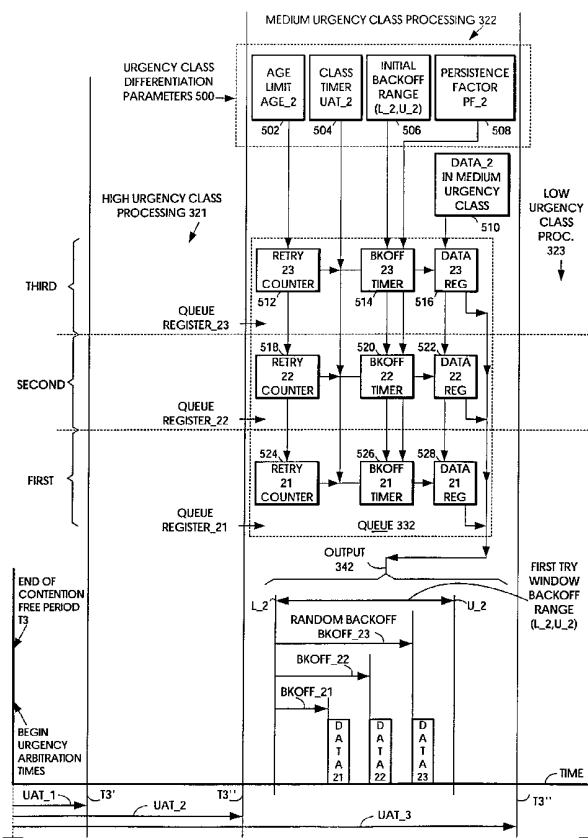 MEDIUM URGENCY CLASS PROCESSING 322
URGENCY CLASS
DIFFERENTIATION
PARAMETERS 500
AGE
LIMIT
AGE_2
502
CLASS
TIMER
UAT_2
504
INITIAL
BACKOFF
RANGE
(L_2,U_2)
506
PERSISTENCE
FACTOR
PF_2
508
DATA_2
IN MEDIUM
URGENCY
CLASS
510
HIGH URGENCY CLASS
PROCESSING 321
LOW
URGENCY
CLASS
PROC.
323
THIRD
RETRY
23
COUNTER
512
BKOFF
23
TIMER
514
DATA
23
REG
516
QUEUE
REGISTER_23
SECOND
518
RETRY
22
COUNTER
520
BKOFF
22
TIMER
522
DATA
22
REG
QUEUE
REGISTER_22
FIRST
524
RETRY
21
COUNTER
526
BKOFF
21
TIMER
528
DATA
21
REG
QUEUE
REGISTER_21
QUEUE 332
OUTPUT
342
FIRST TRY
WINDOW
BACKOFF
RANGE
(L_2,U_2)
END OF
CONTENTION
FREE PERIOD
T3
L_2
U_2
RANDOM BACKOFF
BKOFF_23
BKOFF_22
BKOFF_21
BEGIN
URGENCY
ARBITRATION
TIMES
DATA 21
DATA 22
DATA 23
TIME
UAT_1
T3'
T3''
T3''
UAT_2
UAT_3